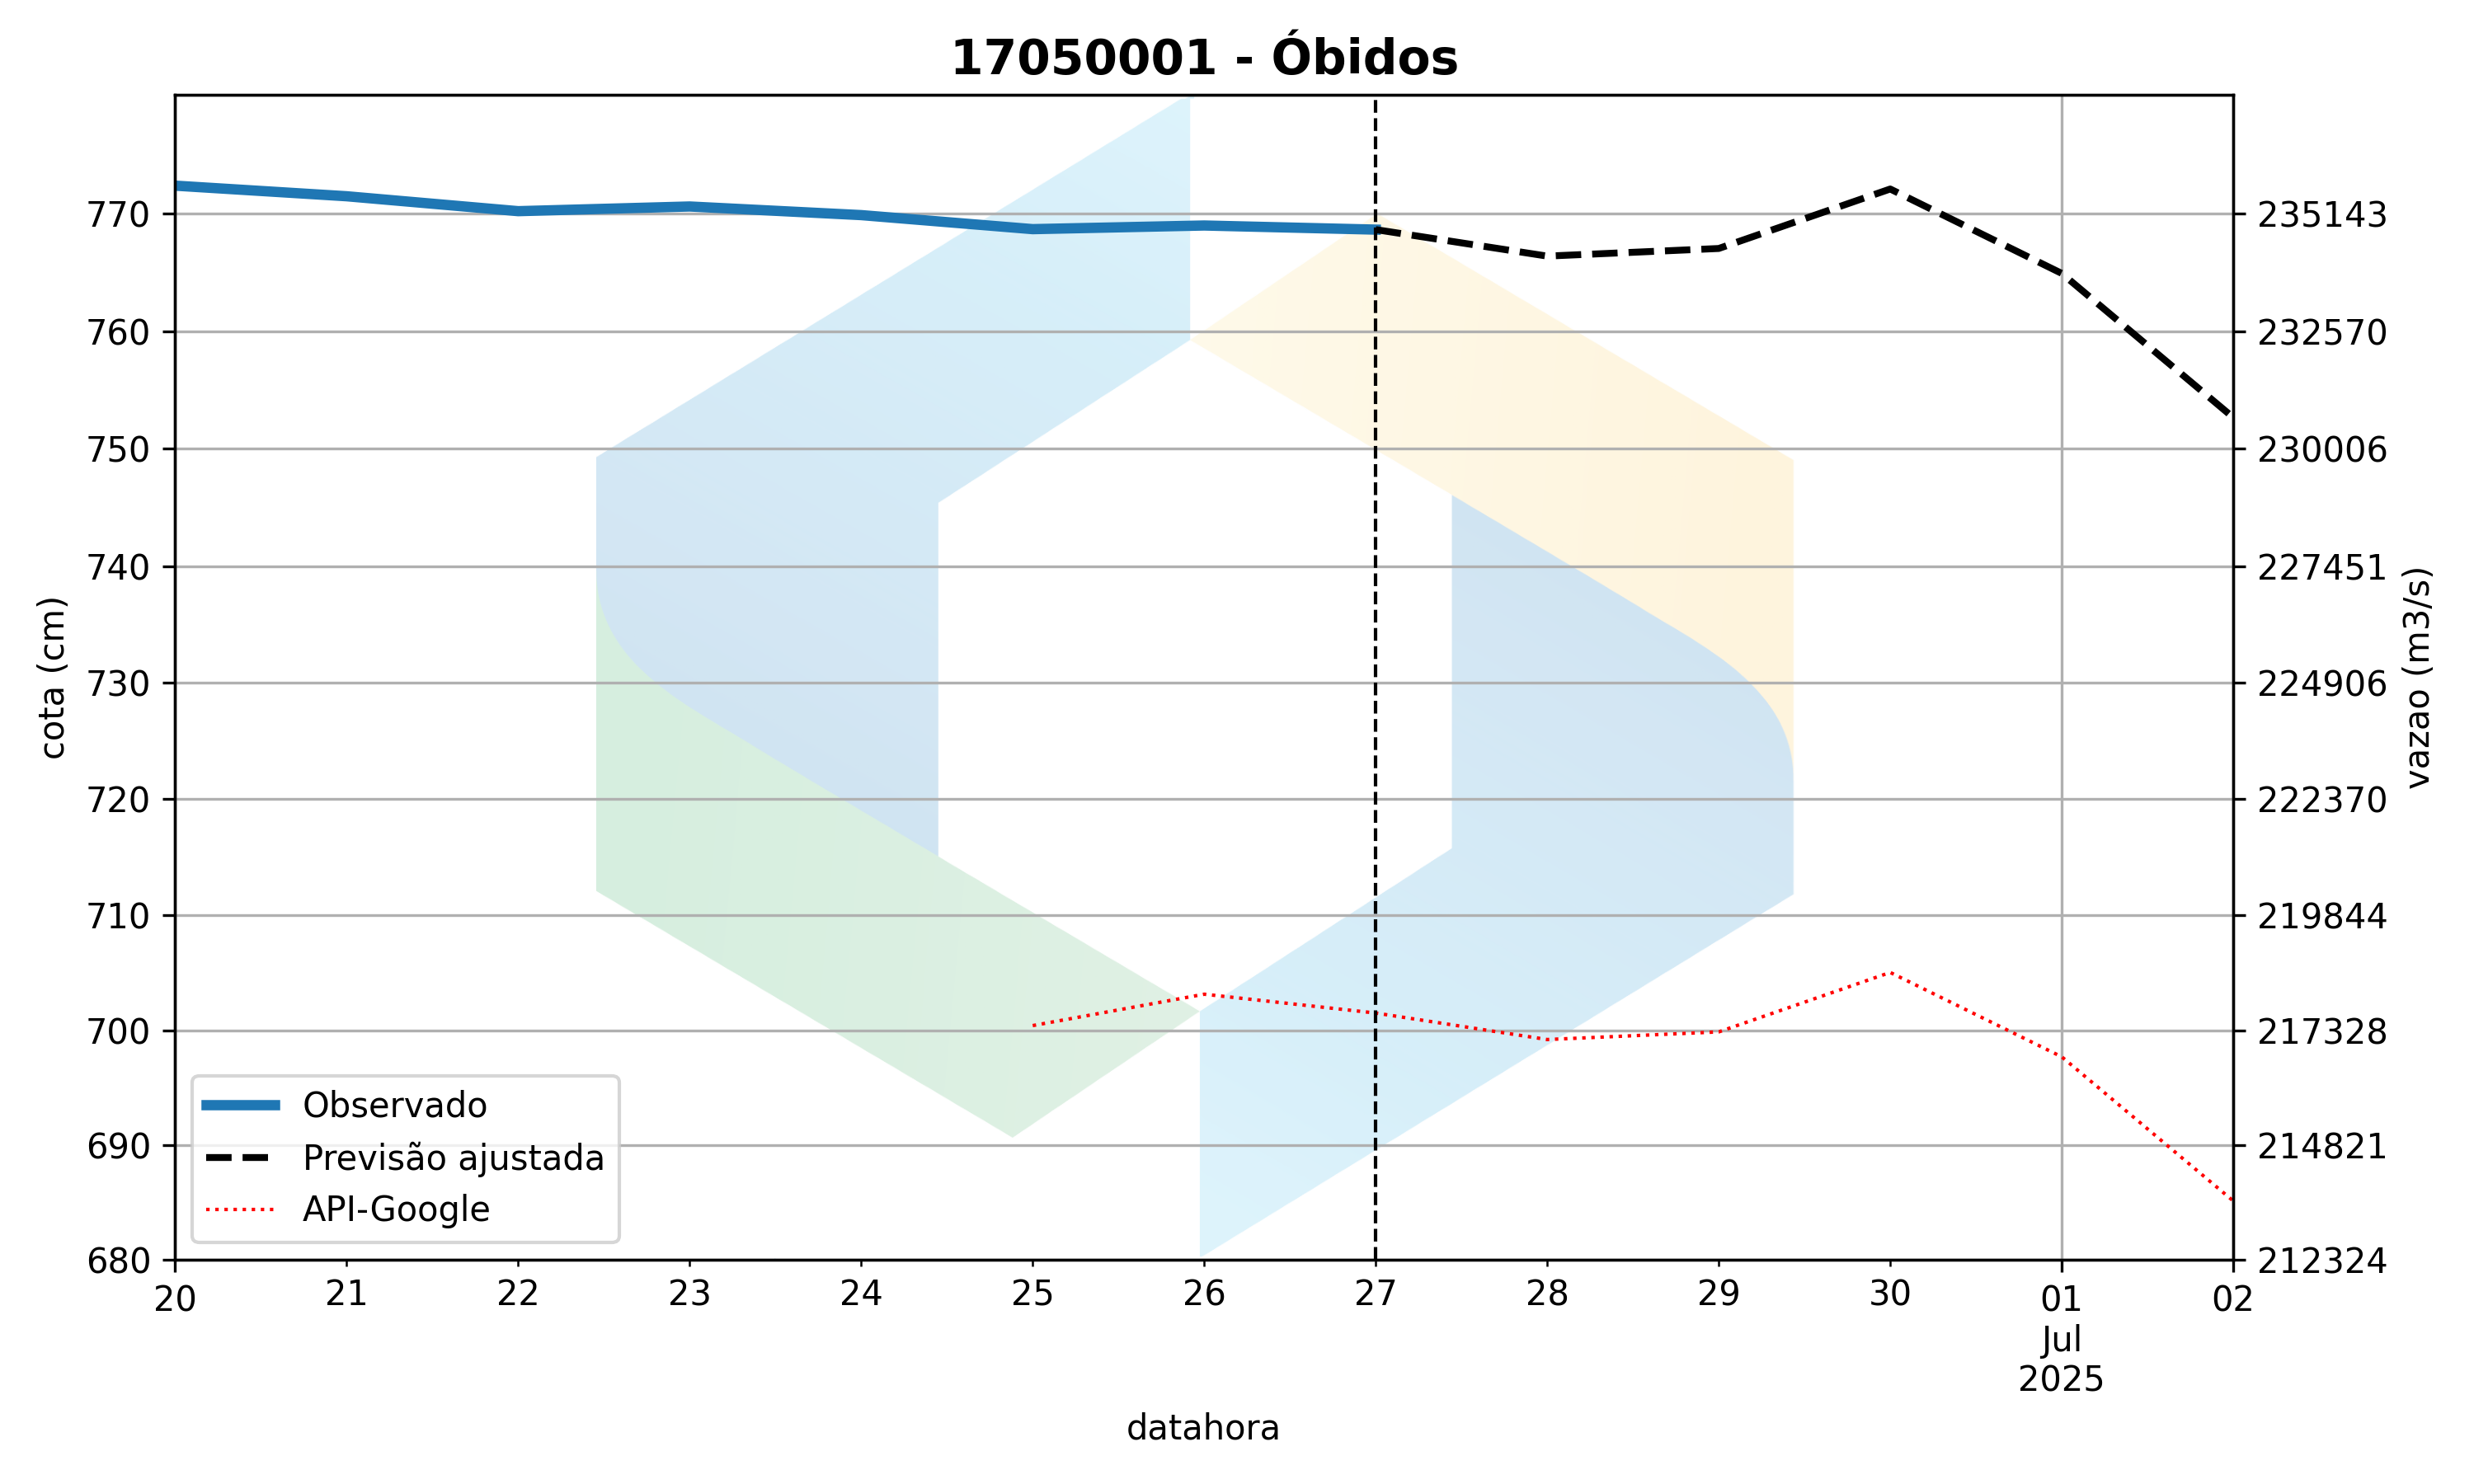 17050001 - Óbidos
770
760
750
740
730
720
710
700
690
680
cota (cm)
235143
232570
230006
227451
224906
222370
219844
217328
214821
212324
vazao (m3/s)
Observado
Previsão ajustada
API-Google
20 21 22 23 24 25 26 27 28 29 30 01 02
Jul
2025
datahora